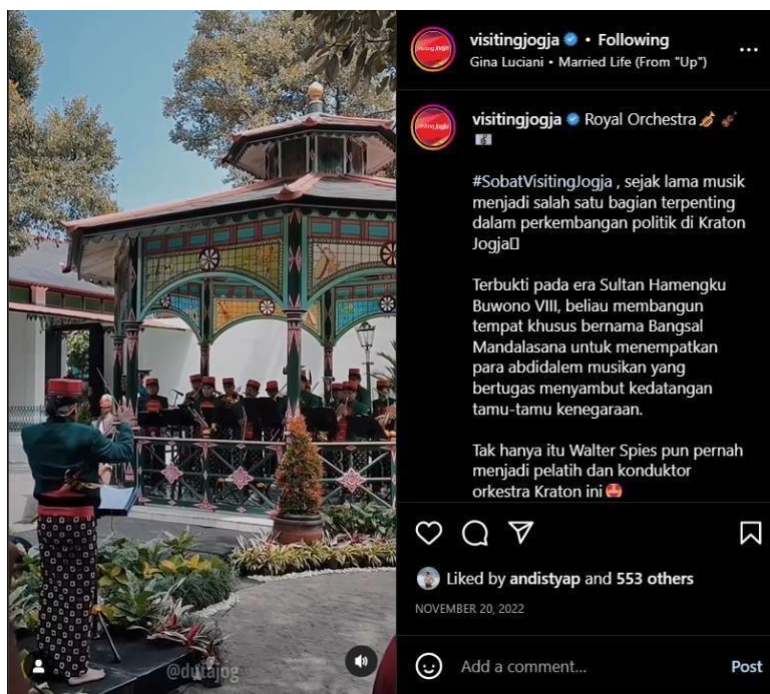 visitingjogja • Following
Gina Luciani • Married Life (From "Up")
visitingjogja Royal Orchestra
#SobatVisitingJogja , sejak lama musik
menjadi salah satu bagian terpenting
dalam perkembangan politik di Kraton
Jogja
Terbukti pada era Sultan Hamengku
Buwono VIII, beliau membangun
tempat khusus bernama Bangsal
Mandalasana untuk menempatkan
para abdidalem musikan yang
bertugas menyambut kedatangan
tamu-tamu kenegaraan.
Tak hanya itu Walter Spies pun pernah
menjadi pelatih dan konduktor
orkestra Kraton ini
Liked by andistyap and 553 others
NOVEMBER 20, 2022
Add a comment... Post
@dutajog